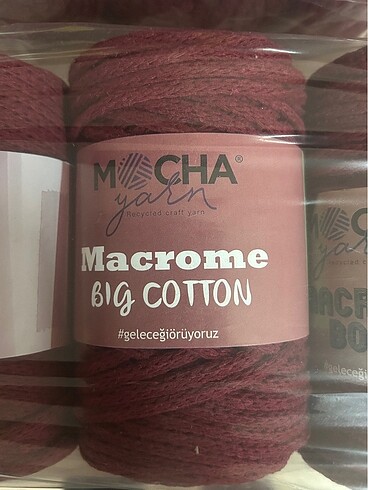 MOCHA®
yarn
Recycled craft yarn
Macrome
BIG COTTON
#geleceğiörüyoruz